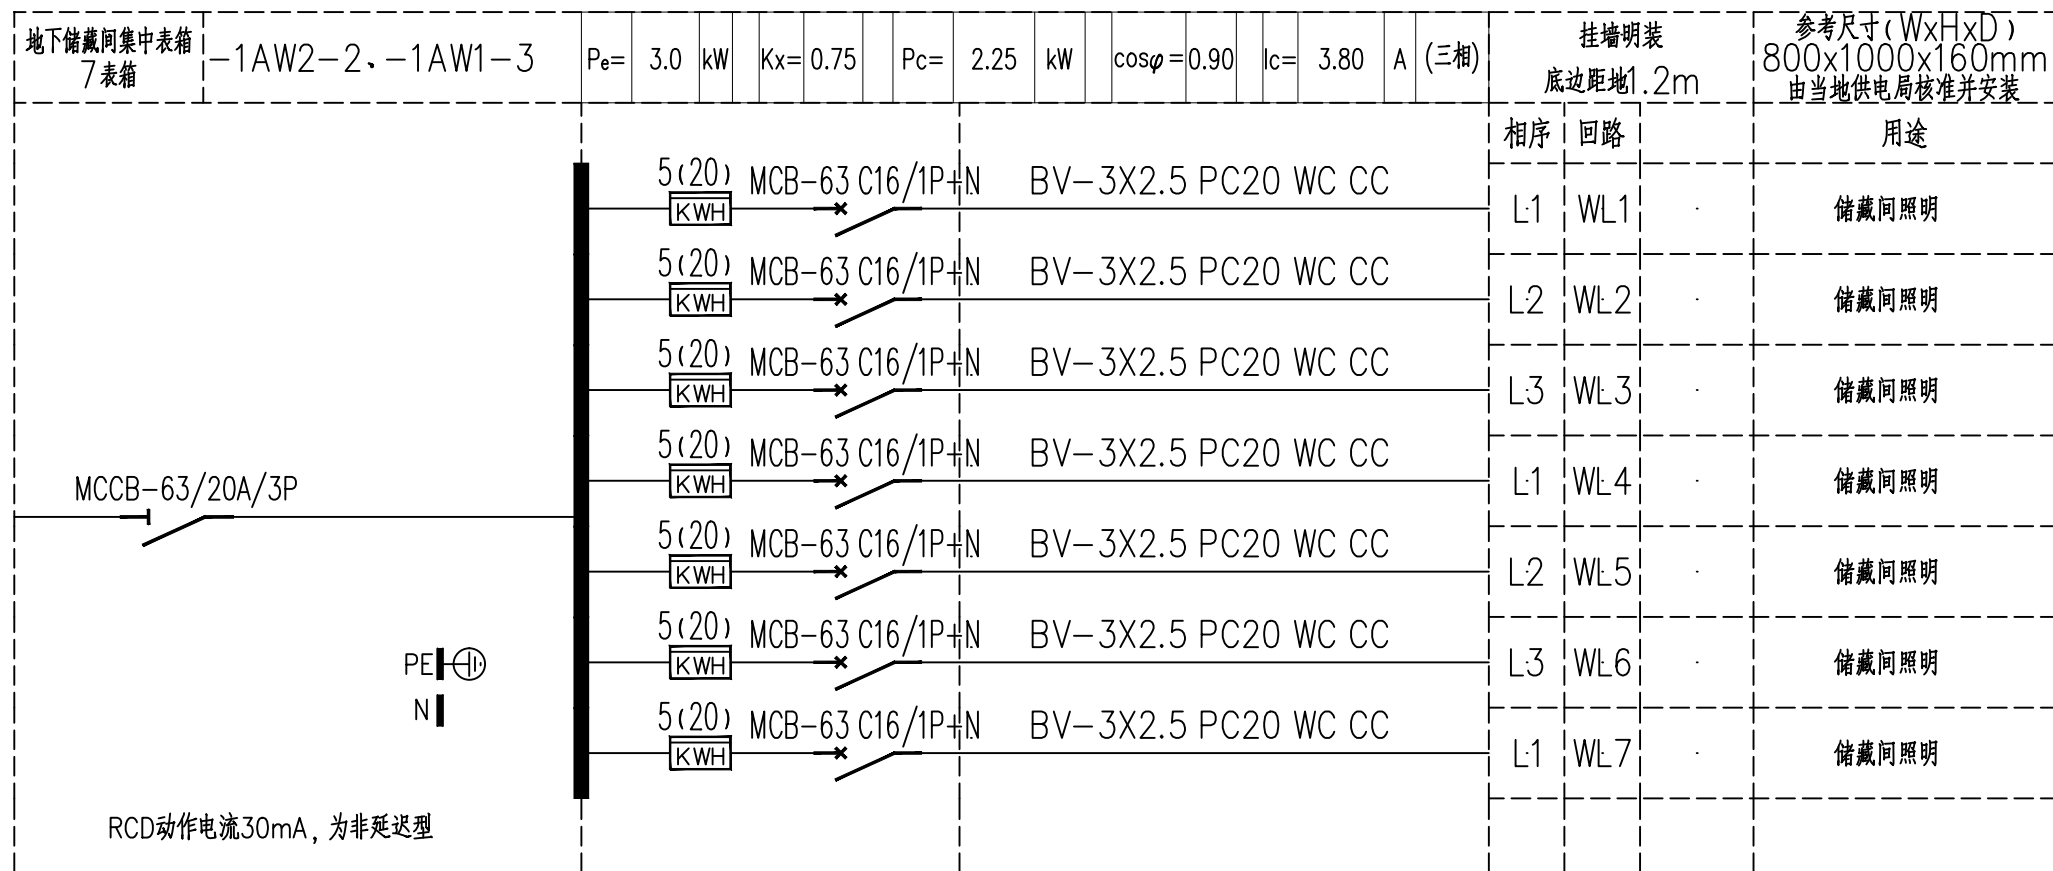 地下储藏间集中表箱
7表箱
-1AW2-2、-1AW1-3
Pe= 3.0 kW Kx= 0.75 Pc= 2.25 kW cosφ= 0.90 Ic= 3.80 A (三相)
挂墙明装
底边距地1.2m
参考尺寸(WxHxD)
800x1000x160mm
由当地供电局核准并安装
相序 回路 用途
5(20) MCB-63 C16/1P+N BV-3X2.5 PC20 WC CC
KWH L1 WL1 储藏间照明
5(20) MCB-63 C16/1P+N BV-3X2.5 PC20 WC CC
KWH L2 WL2 储藏间照明
5(20) MCB-63 C16/1P+N BV-3X2.5 PC20 WC CC
KWH L3 WL3 储藏间照明
5(20) MCB-63 C16/1P+N BV-3X2.5 PC20 WC CC
KWH L1 WL4 储藏间照明
MCCB-63/20A/3P
5(20) MCB-63 C16/1P+N BV-3X2.5 PC20 WC CC
KWH L2 WL5 储藏间照明
5(20) MCB-63 C16/1P+N BV-3X2.5 PC20 WC CC
KWH L3 WL6 储藏间照明
PE
N
5(20) MCB-63 C16/1P+N BV-3X2.5 PC20 WC CC
KWH L1 WL7 储藏间照明
RCD动作电流30mA, 为非延迟型